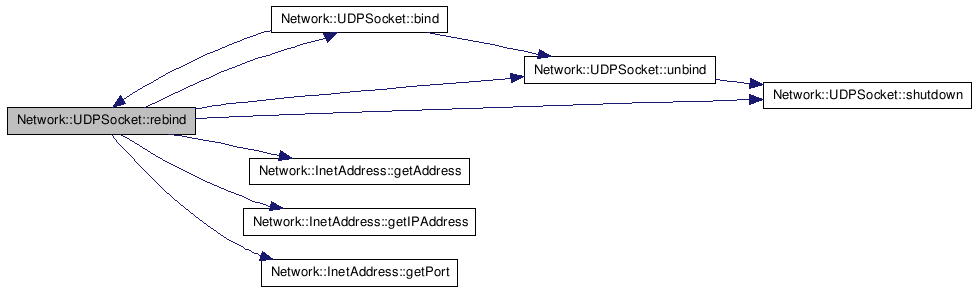 Network::UDPSocket::bind
Network::UDPSocket::unbind
Network::UDPSocket::shutdown
Network::UDPSocket::rebind
Network::InetAddress::getAddress
Network::InetAddress::getIPAddress
Network::InetAddress::getPort